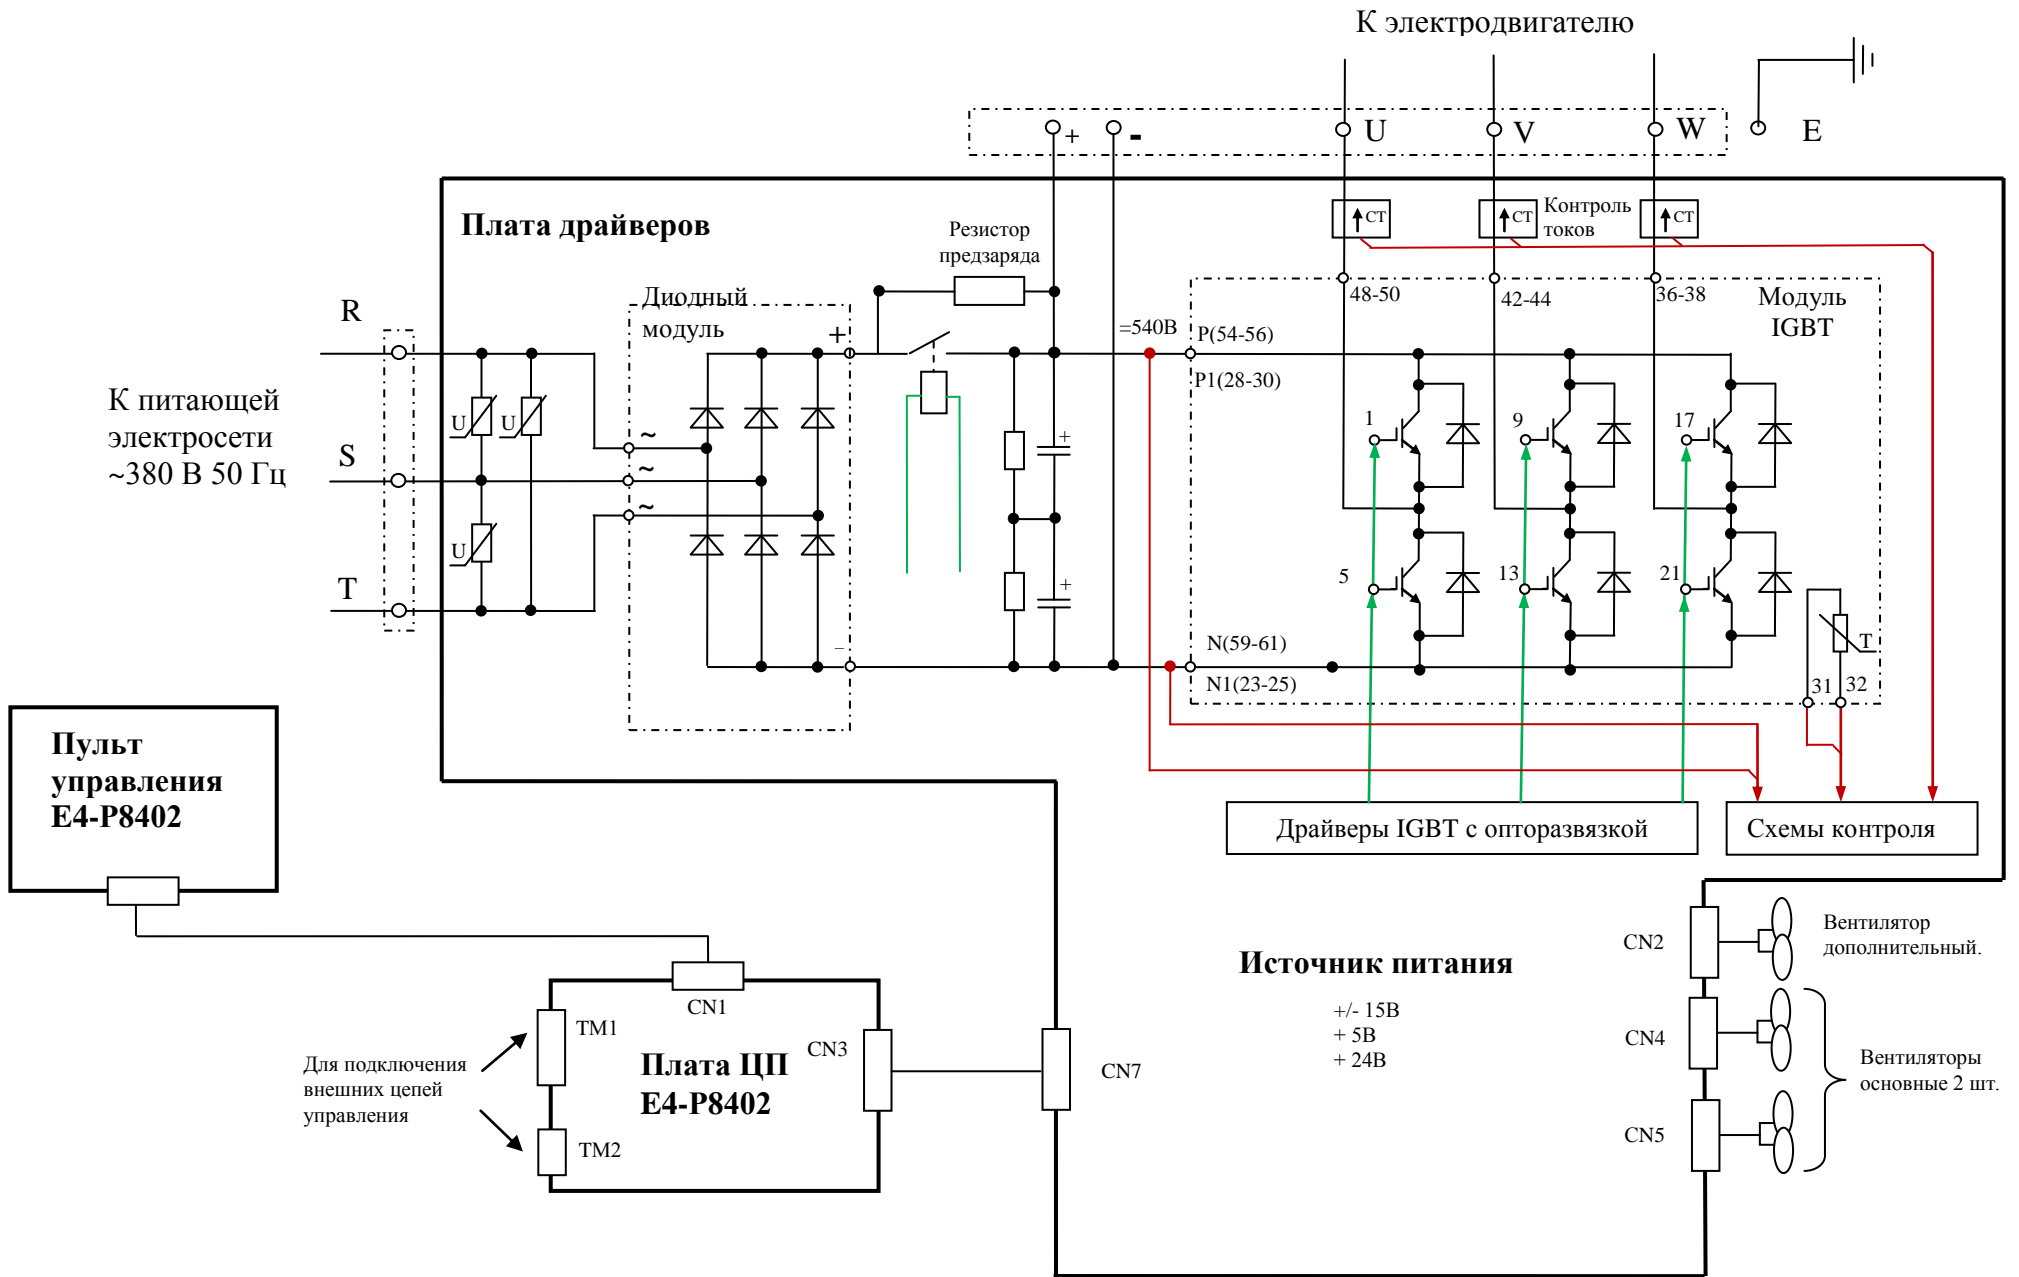 К электродвигателю
+
-
U
V
W
E
Плата драйверов
Резистор
предзаряда
CT
CT
CT
Контроль
токов
48-50
42-44
36-38
Модуль
IGBT
Диодный
модуль
R
S
T
К питающей
электросети
~380 В 50 Гц
U
U
U
~
~
~
+
−
+
+
=540В
P(54-56)
P1(28-30)
1
9
17
5
13
21
N(59-61)
N1(23-25)
T
31
32
Драйверы IGBT с опторазвязкой
Схемы контроля
Пульт
управления
E4-P8402
CN1
TM1
TM2
CN3
Плата ЦП
E4-P8402
Для подключения
внешних цепей
управления
CN7
Источник питания
+/- 15В
+ 5В
+ 24В
CN2
CN4
CN5
Вентилятор
дополнительный.
Вентиляторы
основные 2 шт.